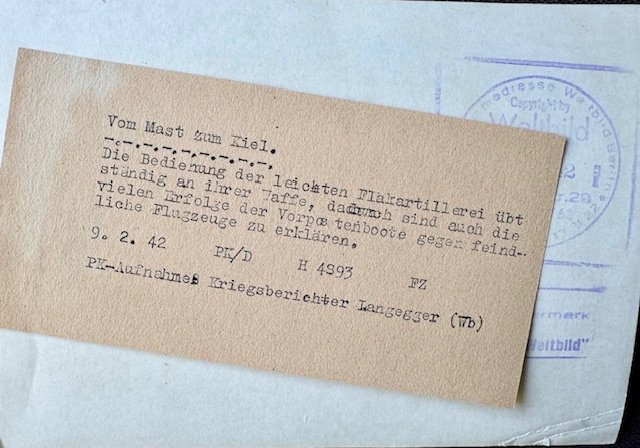 Vom Mast zum Kiel.
-.-.-.-.-.-.-.-.-.
Die Bedienung der leichten Flakartillerei übt
ständig an ihrer Waffe, dadurch sind auch die
vielen Erfolge der Vorpostenboote gegen feind-
liche Flugzeuge zu erklären.
9. 2. 42 PK/D H 4893 FZ
PK-Aufnahme: Kriegsberichter Langegger (Wb)
Weltbild Berlin
Copyright by
Weltbild
"Weltbild"